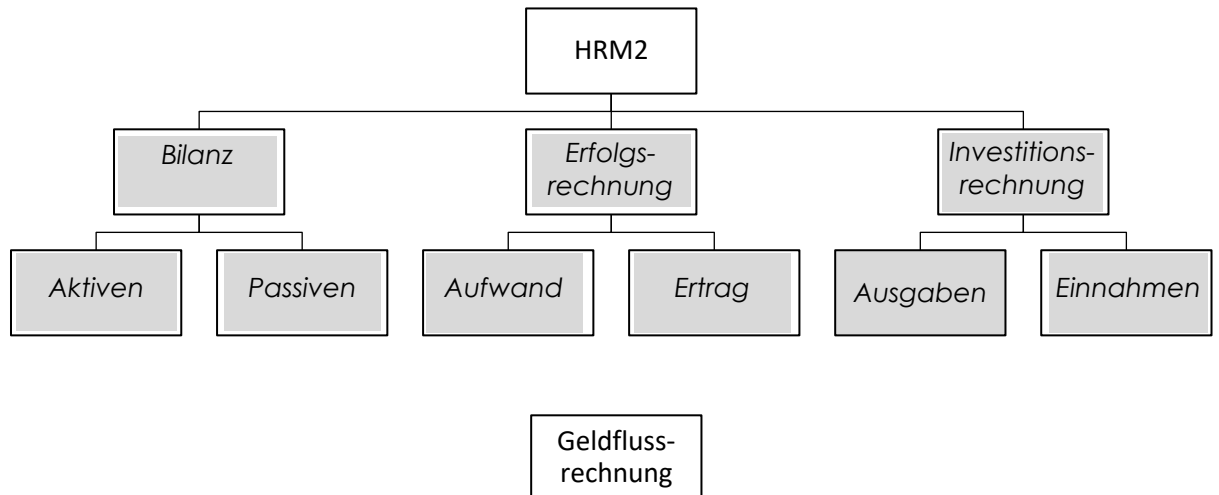 HRM2
Bilanz
Erfolgs-
rechnung
Investitions-
rechnung
Aktiven
Passiven
Aufwand
Ertrag
Ausgaben
Einnahmen
Geldfluss-
rechnung